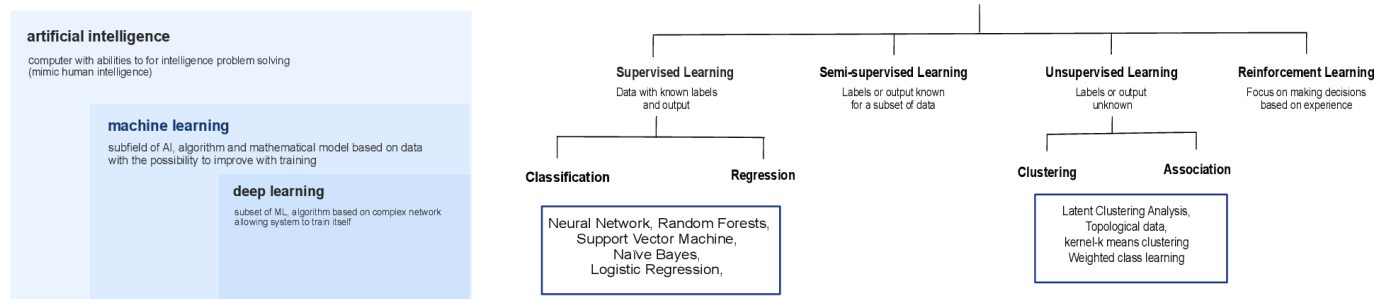 artificial intelligence
computer with abilities to for intelligence problem solving
(mimic human intelligence)
machine learning
subfield of AI, algorithm and mathematical model based on data
with the possibility to improve with training
deep learning
subset of ML, algorithm based on complex network
allowing system to train itself
Supervised Learning
Data with known labels
and output
Semi-supervised Learning
Labels or output known
for a subset of data
Unsupervised Learning
Labels or output
unknown
Reinforcement Learning
Focus on making decisions
based on experience
Classification
Regression
Clustering
Association
Neural Network, Random Forests,
Support Vector Machine,
Naïve Bayes,
Logistic Regression,
Latent Clustering Analysis,
Topological data,
kernel-k means clustering
Weighted class learning